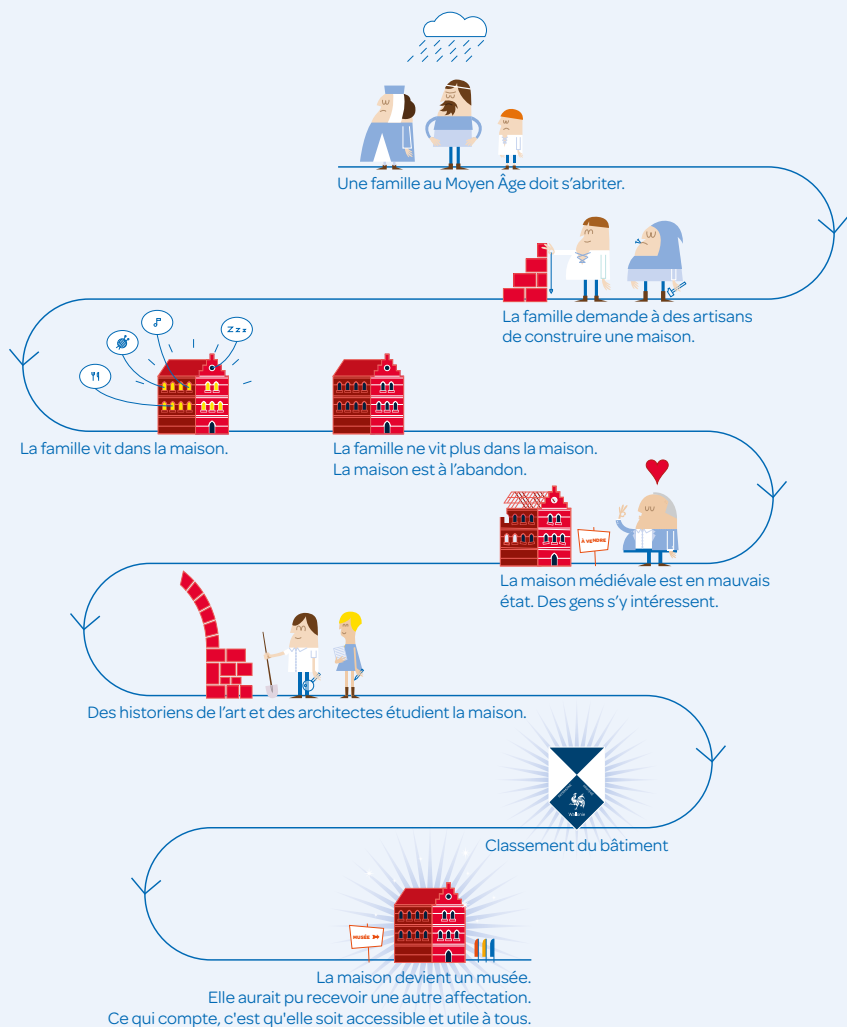 Une famille au Moyen Âge doit s'abriter.
La famille demande à des artisans
de construire une maison.
Zzz
La famille vit dans la maison.
La famille ne vit plus dans la maison.
La maison est à l'abandon.
À VENDRE
La maison médiévale est en mauvais
état. Des gens s'y intéressent.
Des historiens de l'art et des architectes étudient la maison.
Classement du bâtiment
MUSÉE
La maison devient un musée.
Elle aurait pu recevoir une autre affectation.
Ce qui compte, c'est qu'elle soit accessible et utile à tous.